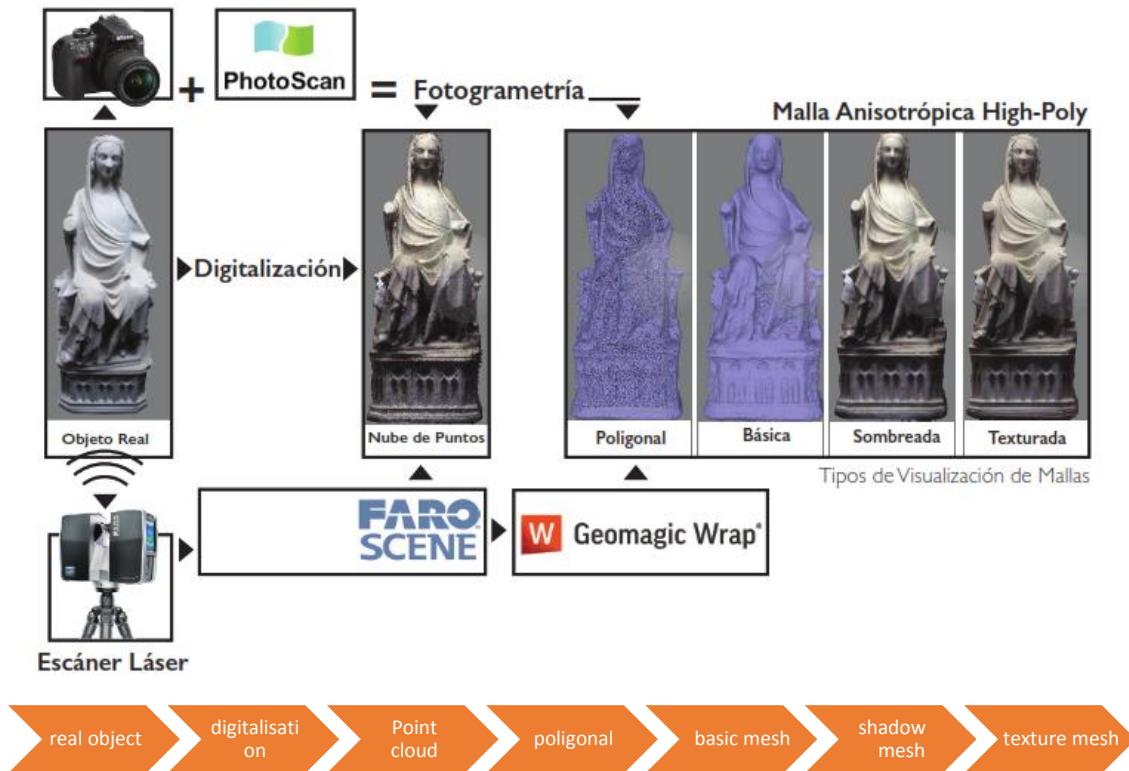 PhotoScan
+
= Fotogrametría
Malla Anisotrópica High-Poly
Digitalización
Objeto Real
Nube de Puntos
Poligonal
Básica
Sombreada
Texturada
Tipos de Visualización de Mallas
FARO
SCENE
W Geomagic Wrap®
Escáner Láser
real object
digitalisati
on
Point
cloud
poligonal
basic mesh
shadow
mesh
texture mesh